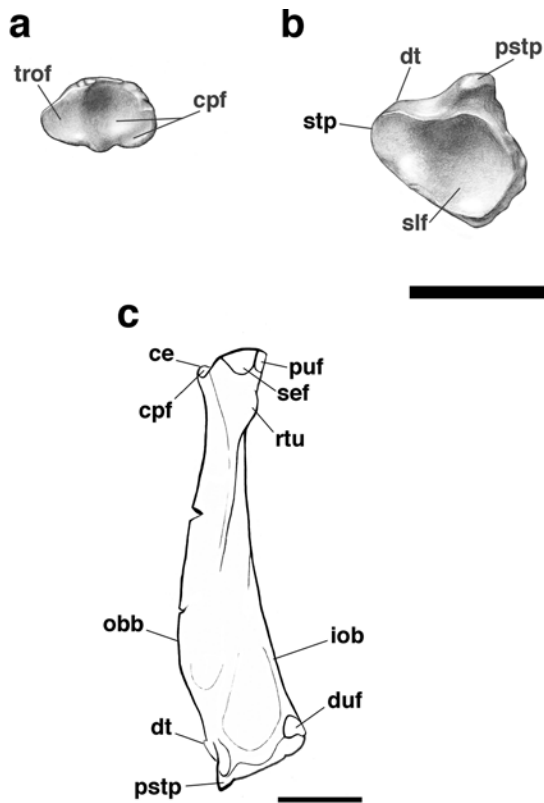 a
trof
cpf
b
dt
pstp
stp
slf
c
ce
cpf
puf
sef
rtu
obb
iob
duf
dt
pstp